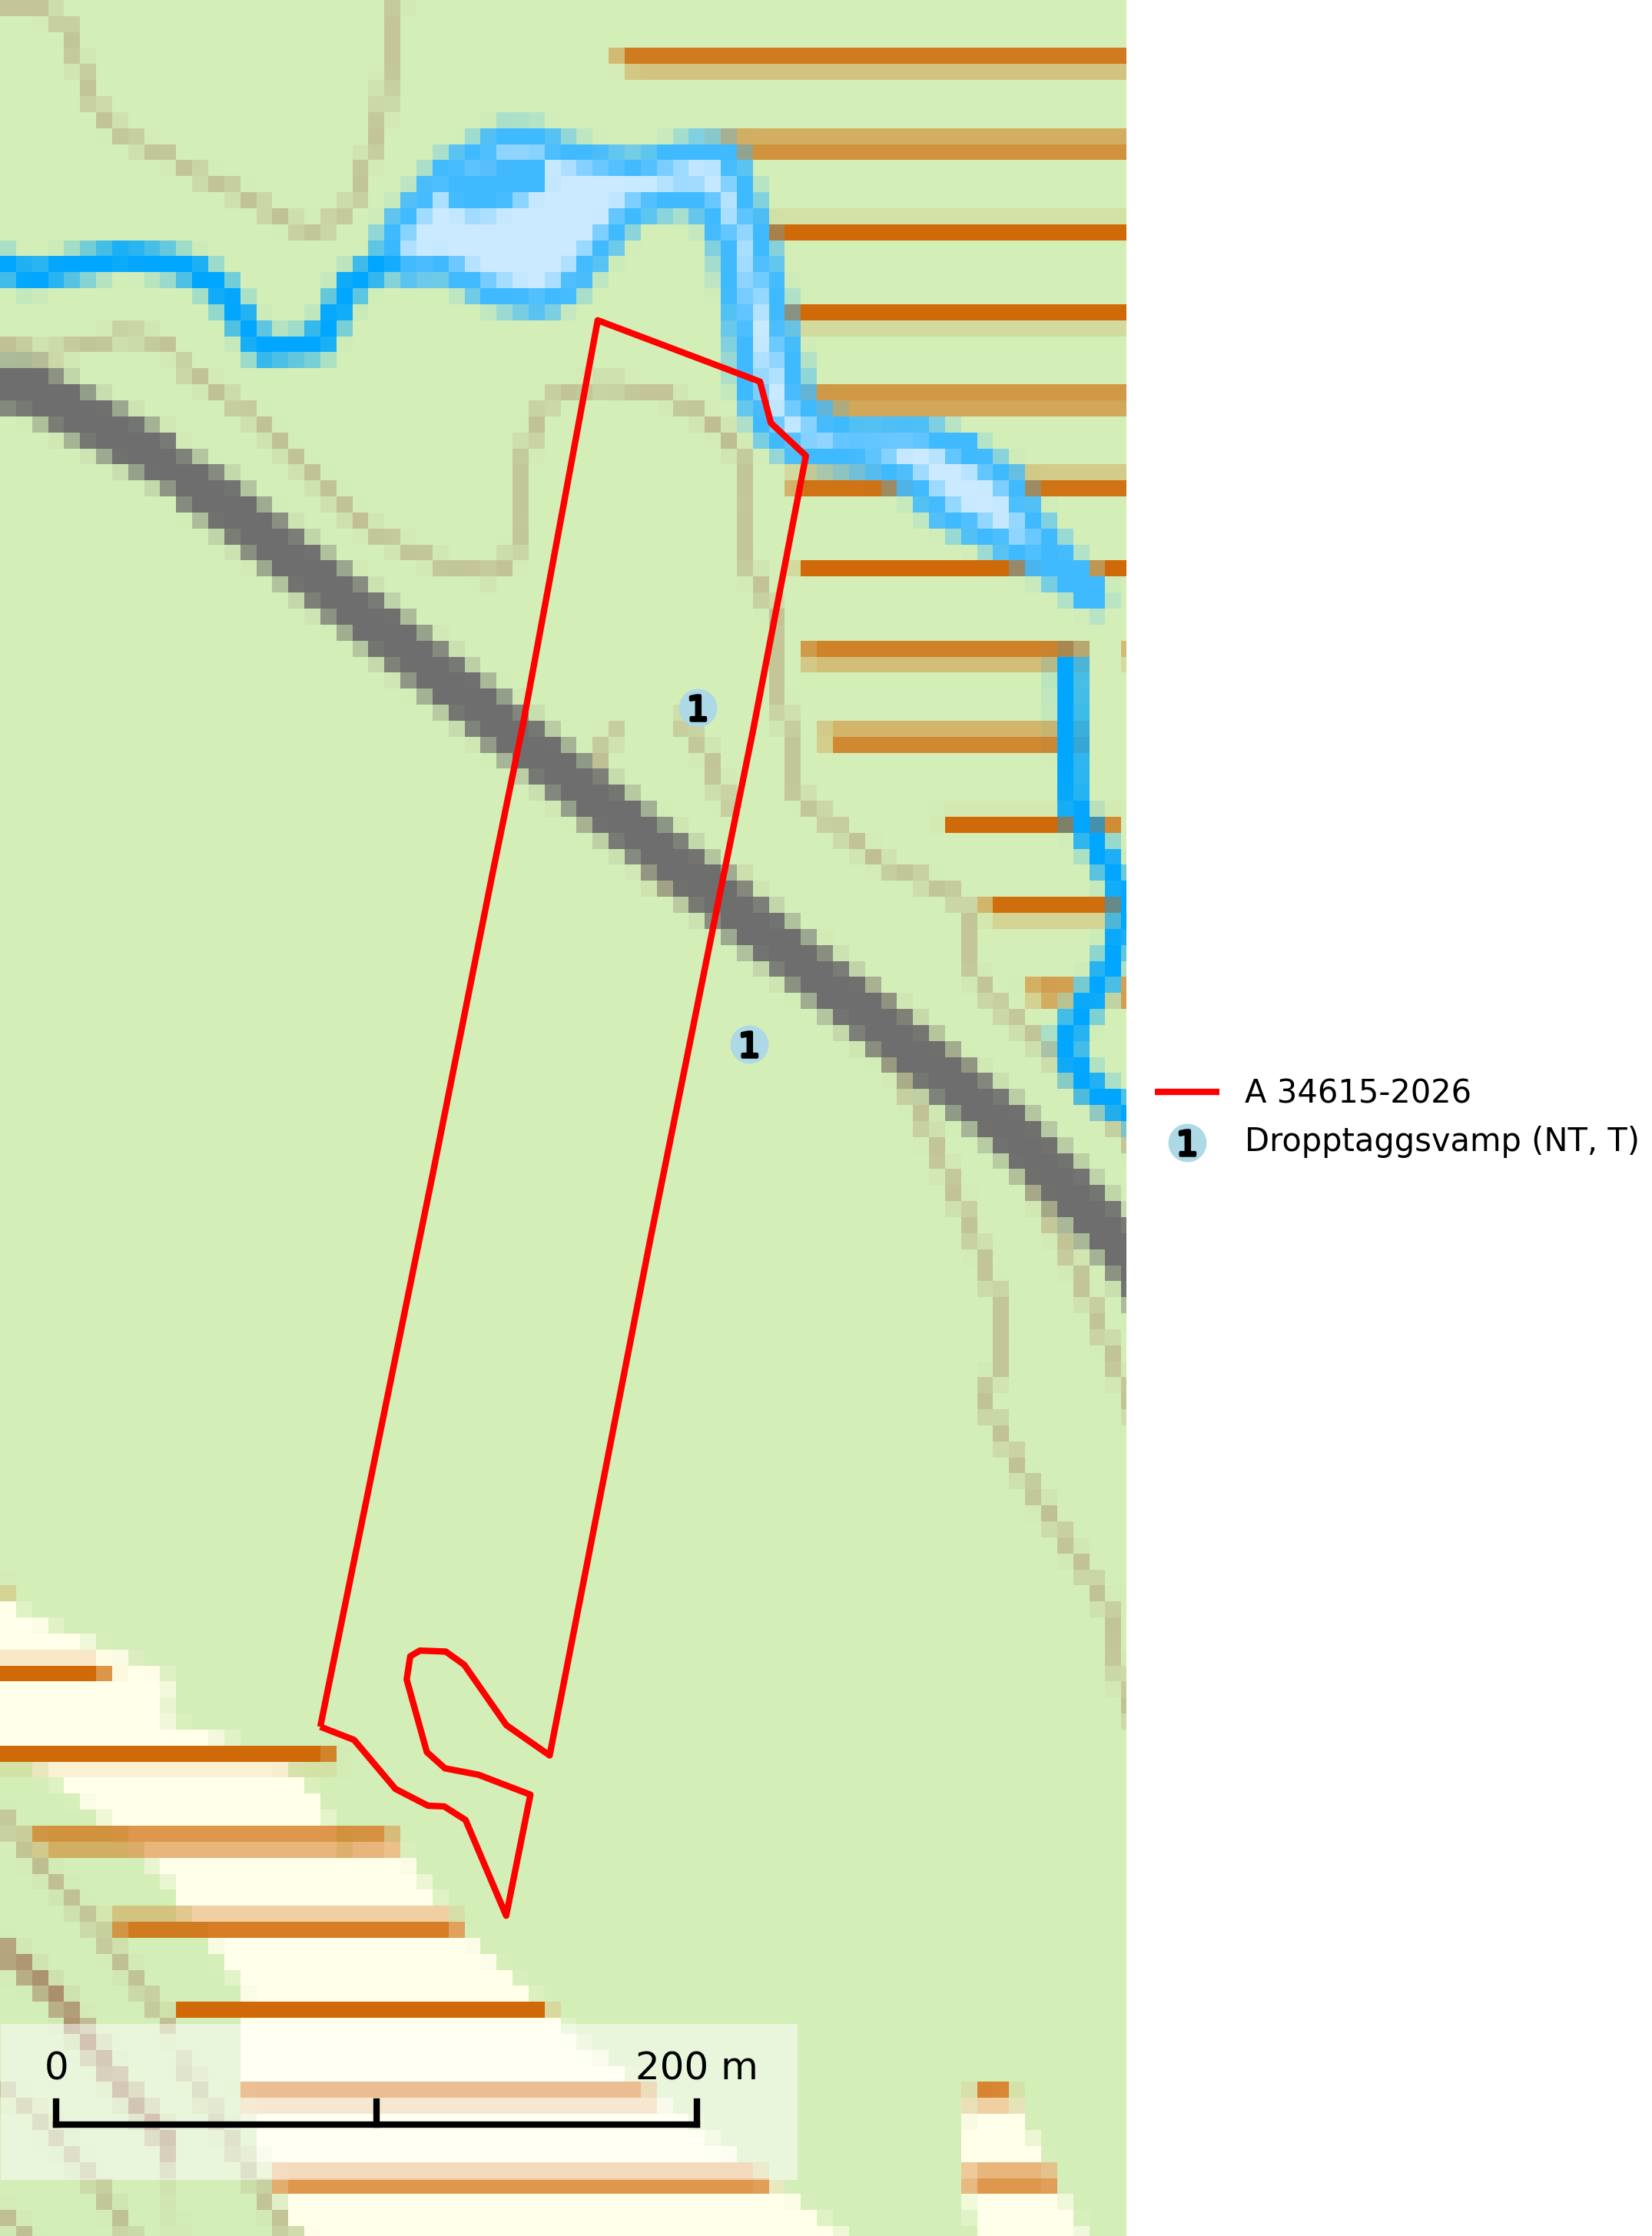 1
1
A 34615-2026
1 Dropptaggsvamp (NT, T)
0 200 m